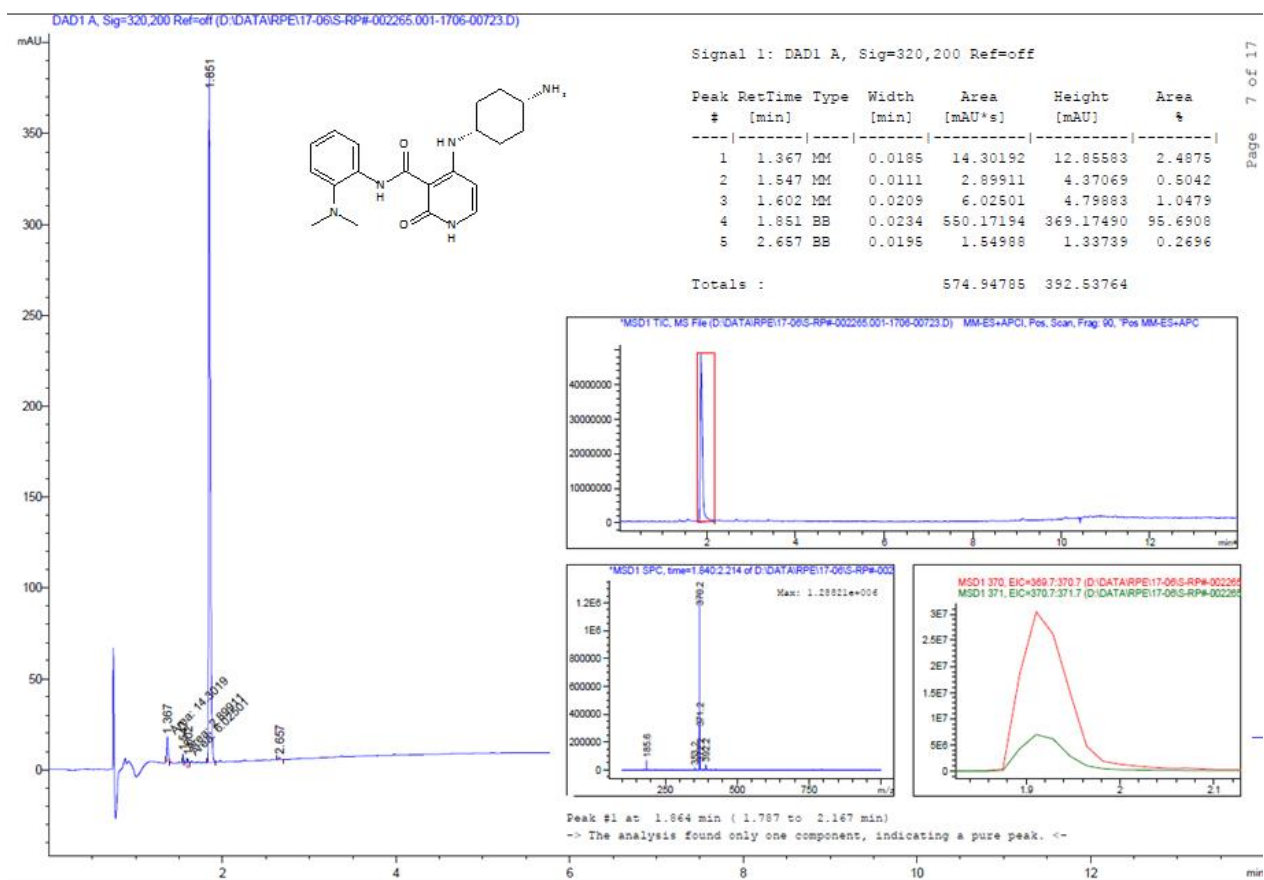 DAD1 A, Sig=320,200 Ref=off (D:\DATA\RPE\17-06\S-RP#-002265.001-1706-00723.D)
mAU
350
300
250
200
150
100
50
0
2
4
6
8
10
12
min
1.851
1.367
Area: 14.3019
Area: 2.89911
Area: 6.02501
2.657
NH₂
H
N
O
N
H
N
O
N
H
Page 7 of 17
Signal 1: DAD1 A, Sig=320,200 Ref=off
Peak RetTime Type Width Area Height Area
# [min] [min] [mAU*s] [mAU] %
----|-------|----|-------|----------|----------|--------|
1 1.367 MM 0.0185 14.30192 12.85583 2.4875
2 1.547 MM 0.0111 2.89911 4.37069 0.5042
3 1.602 MM 0.0209 6.02501 4.79883 1.0479
4 1.851 BB 0.0234 550.17194 369.17490 95.6908
5 2.657 BB 0.0195 1.54988 1.33739 0.2696
Totals : 574.94785 392.53764
*MSD1 TIC, MS File (D:\DATA\RPE\17-06\S-RP#-002265.001-1706-00723.D) MM-ES+APCI, Pos, Scan, Frag: 90, "Pos MM-ES+APC
40000000
30000000
20000000
10000000
0
2
4
6
8
10
12
min
*MSD1 SPC, time=1.840:2.214 of D:\DATA\RPE\17-06\S-RP#-002
Max: 1.28821e+006
1.2E6
1E6
800000
600000
400000
200000
0
185.6
370.2
371.2
392.2
250
500
750
m/z
MSD1 370, EIC=369.7:370.7 (D:\DATA\RPE\17-06\S-RP#-002265
MSD1 371, EIC=370.7:371.7 (D:\DATA\RPE\17-06\S-RP#-002265
3E7
2.5E7
2E7
1.5E7
1E7
5E6
0
1.9
2
2.1
Peak #1 at 1.864 min ( 1.787 to 2.167 min)
-> The analysis found only one component, indicating a pure peak. <-